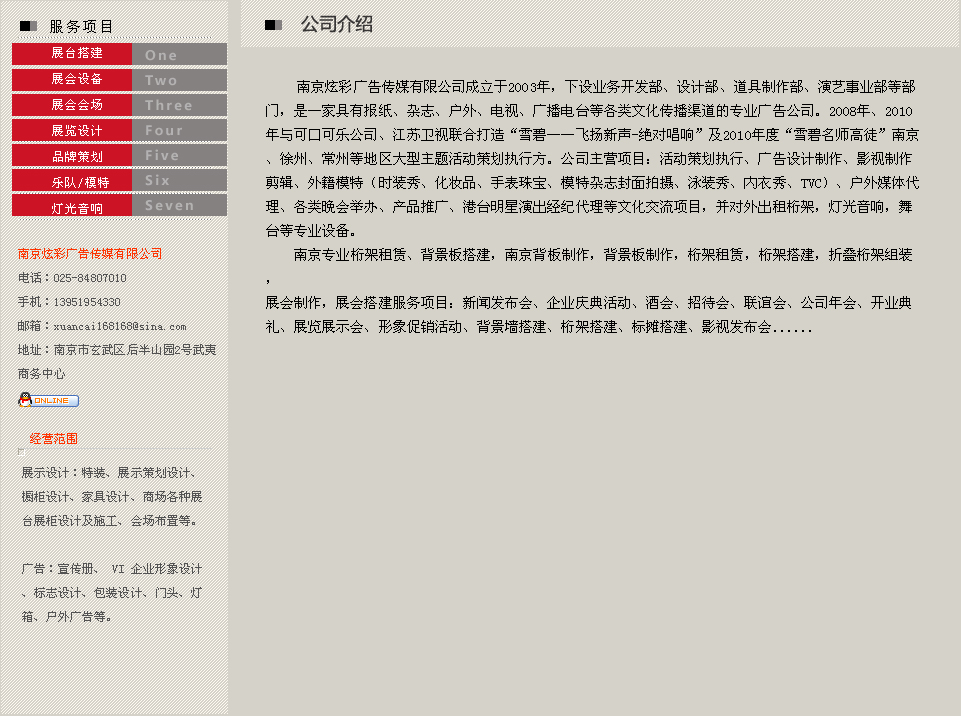 服务项目
展台搭建 One
展会设备 Two
展会会场 Three
展览设计 Four
品牌策划 Five
乐队/模特 Six
灯光音响 Seven
南京炫彩广告传媒有限公司
电话：025-84807010
手机：13951954330
邮箱：xuancai168168@sina.com
地址：南京市玄武区后半山园2号武夷
商务中心
ONLINE
经营范围
展示设计：特装、展示策划设计、
橱柜设计、家具设计、商场各种展
台展柜设计及施工、会场布置等。
广告：宣传册、 VI 企业形象设计
、标志设计、包装设计、门头、灯
箱、户外广告等。
公司介绍
南京炫彩广告传媒有限公司成立于2003年，下设业务开发部、设计部、道具制作部、演艺事业部等部
门，是一家具有报纸、杂志、户外、电视、广播电台等各类文化传播渠道的专业广告公司。2008年、2010
年与可口可乐公司、江苏卫视联合打造“雪碧——飞扬新声-绝对唱响”及2010年度“雪碧名师高徒”南京
、徐州、常州等地区大型主题活动策划执行方。公司主营项目：活动策划执行、广告设计制作、影视制作
剪辑、外籍模特（时装秀、化妆品、手表珠宝、模特杂志封面拍摄、泳装秀、内衣秀、TVC）、户外媒体代
理、各类晚会举办、产品推广、港台明星演出经纪代理等文化交流项目，并对外出租桁架，灯光音响，舞
台等专业设备。
南京专业桁架租赁、背景板搭建，南京背板制作，背景板制作，桁架租赁，桁架搭建，折叠桁架组装
，
展会制作，展会搭建服务项目：新闻发布会、企业庆典活动、酒会、招待会、联谊会、公司年会、开业典
礼、展览展示会、形象促销活动、背景墙搭建、桁架搭建、标摊搭建、影视发布会......